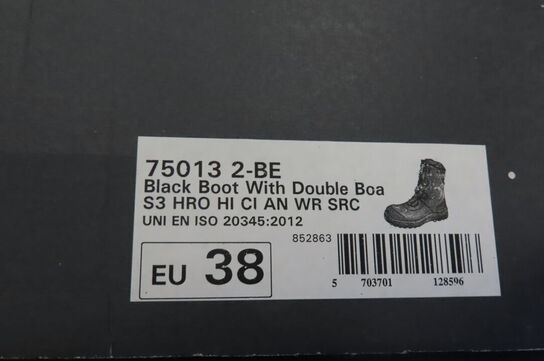 75013 2-BE
Black Boot With Double Boa
S3 HRO HI CI AN WR SRC
UNI EN ISO 20345:2012
852863
EU 38
5 703701 128596